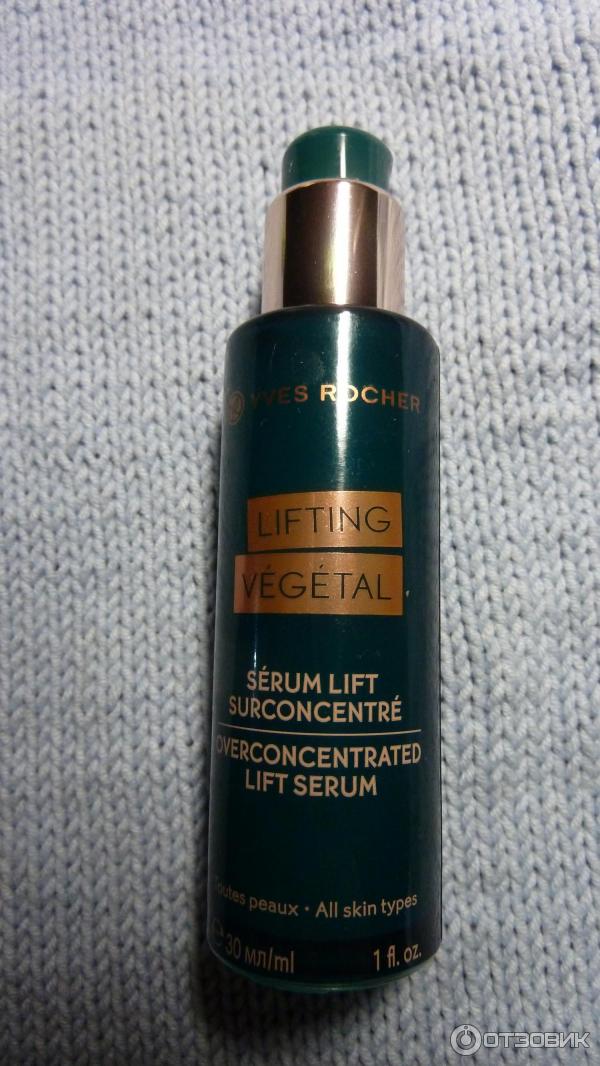 YVES ROCHER
LIFTING
VÉGÉTAL
SÉRUM LIFT
SURCONCENTRÉ
OVERCONCENTRATED
LIFT SERUM
Toutes peaux · All skin types
℮ 30 мл/ml 1 fl. oz.
ОТЗОВИК